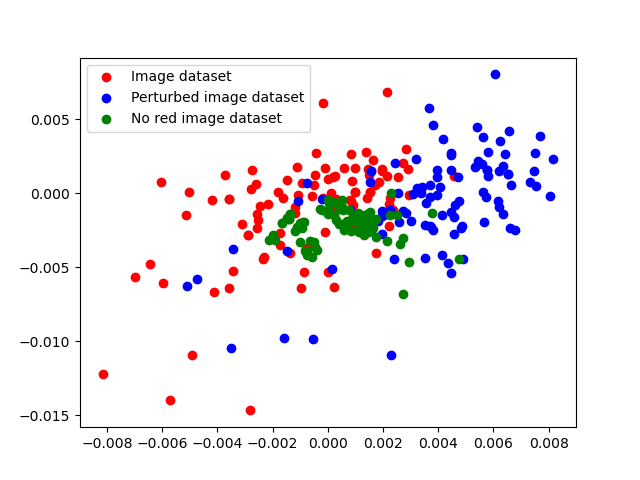 Image dataset
Perturbed image dataset
No red image dataset
0.005
0.000
−0.005
−0.010
−0.015
−0.008 −0.006 −0.004 −0.002 0.000 0.002 0.004 0.006 0.008